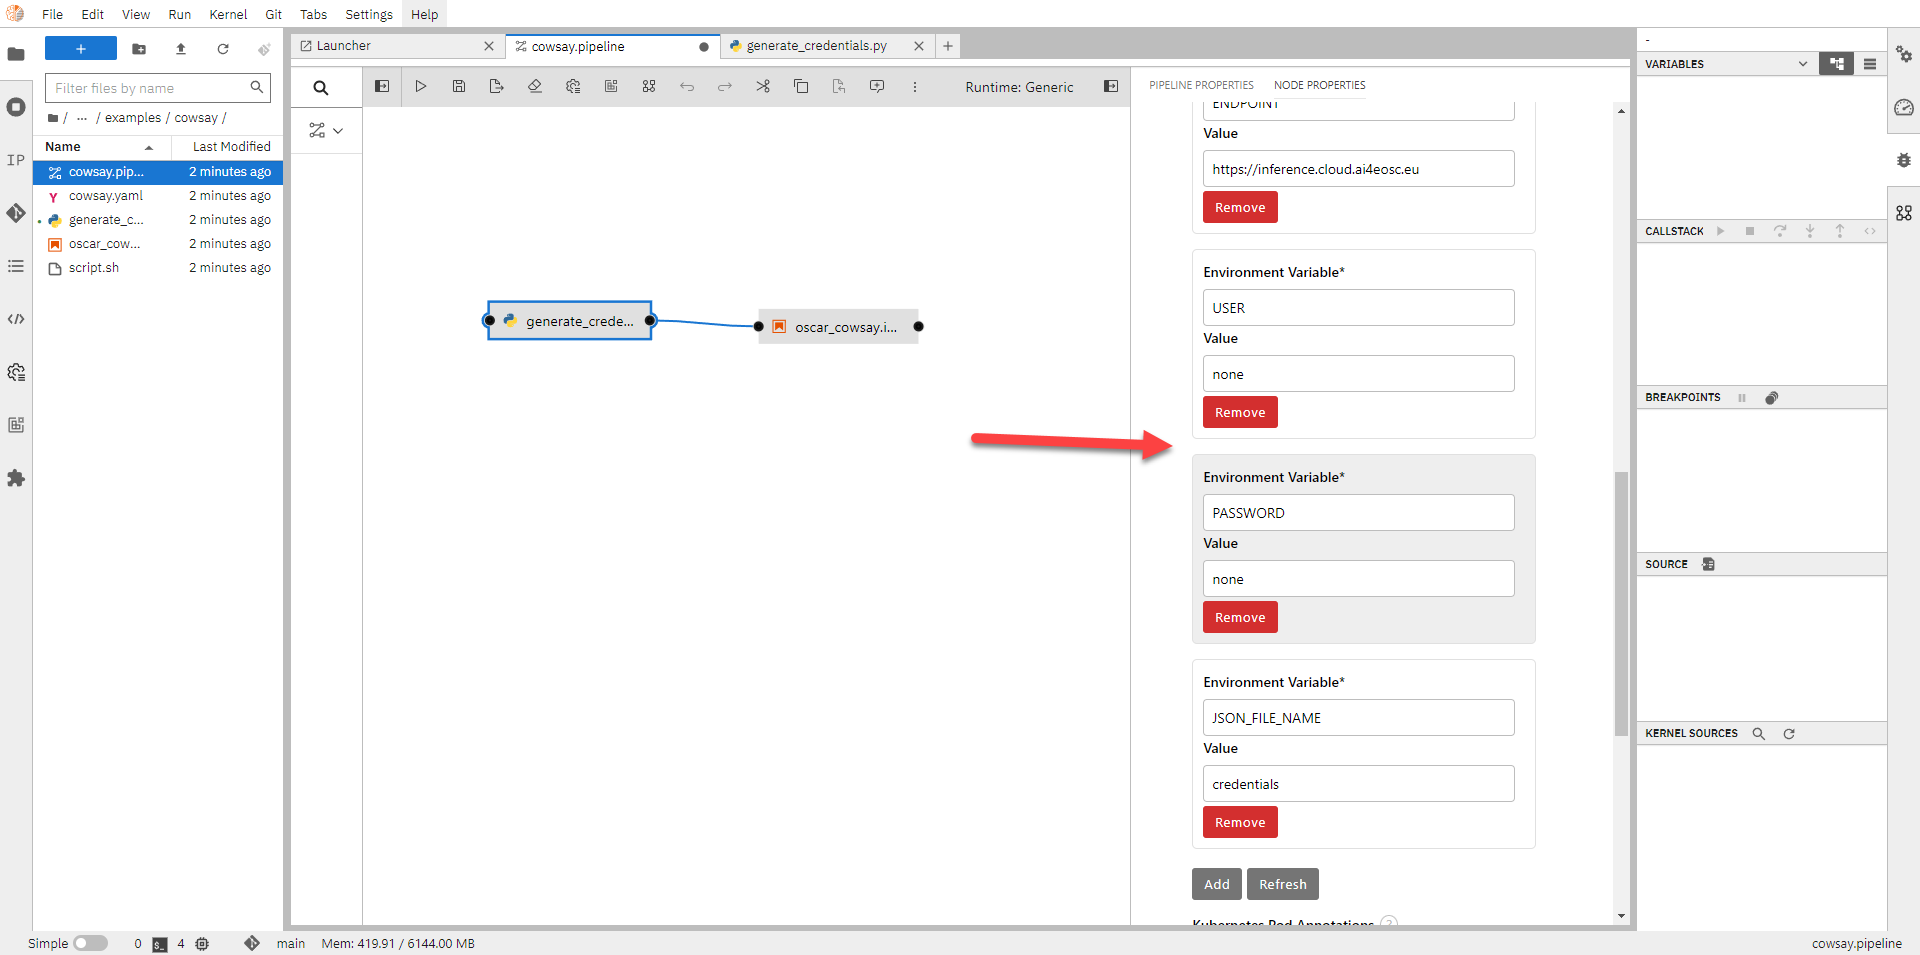 File Edit View Run Kernel Git Tabs Settings Help
+
Filter files by name
/ ... / examples / cowsay /
Name Last Modified
cowsay.pip... 2 minutes ago
cowsay.yaml 2 minutes ago
generate_c... 2 minutes ago
oscar_cow... 2 minutes ago
script.sh 2 minutes ago
IP
Launcher
cowsay.pipeline
generate_credentials.py
Runtime: Generic
generate_crede...
oscar_cowsay.i...
PIPELINE PROPERTIES NODE PROPERTIES
ENDPOINT
Value
https://inference.cloud.ai4eosc.eu
Remove
Environment Variable*
USER
Value
none
Remove
Environment Variable*
PASSWORD
Value
none
Remove
Environment Variable*
JSON_FILE_NAME
Value
credentials
Remove
Add Refresh
Kubernetes Pod Annotations ?
-
VARIABLES
CALLSTACK
BREAKPOINTS
SOURCE
KERNEL SOURCES
Simple 0 $_ 4 main Mem: 419.91 / 6144.00 MB cowsay.pipeline